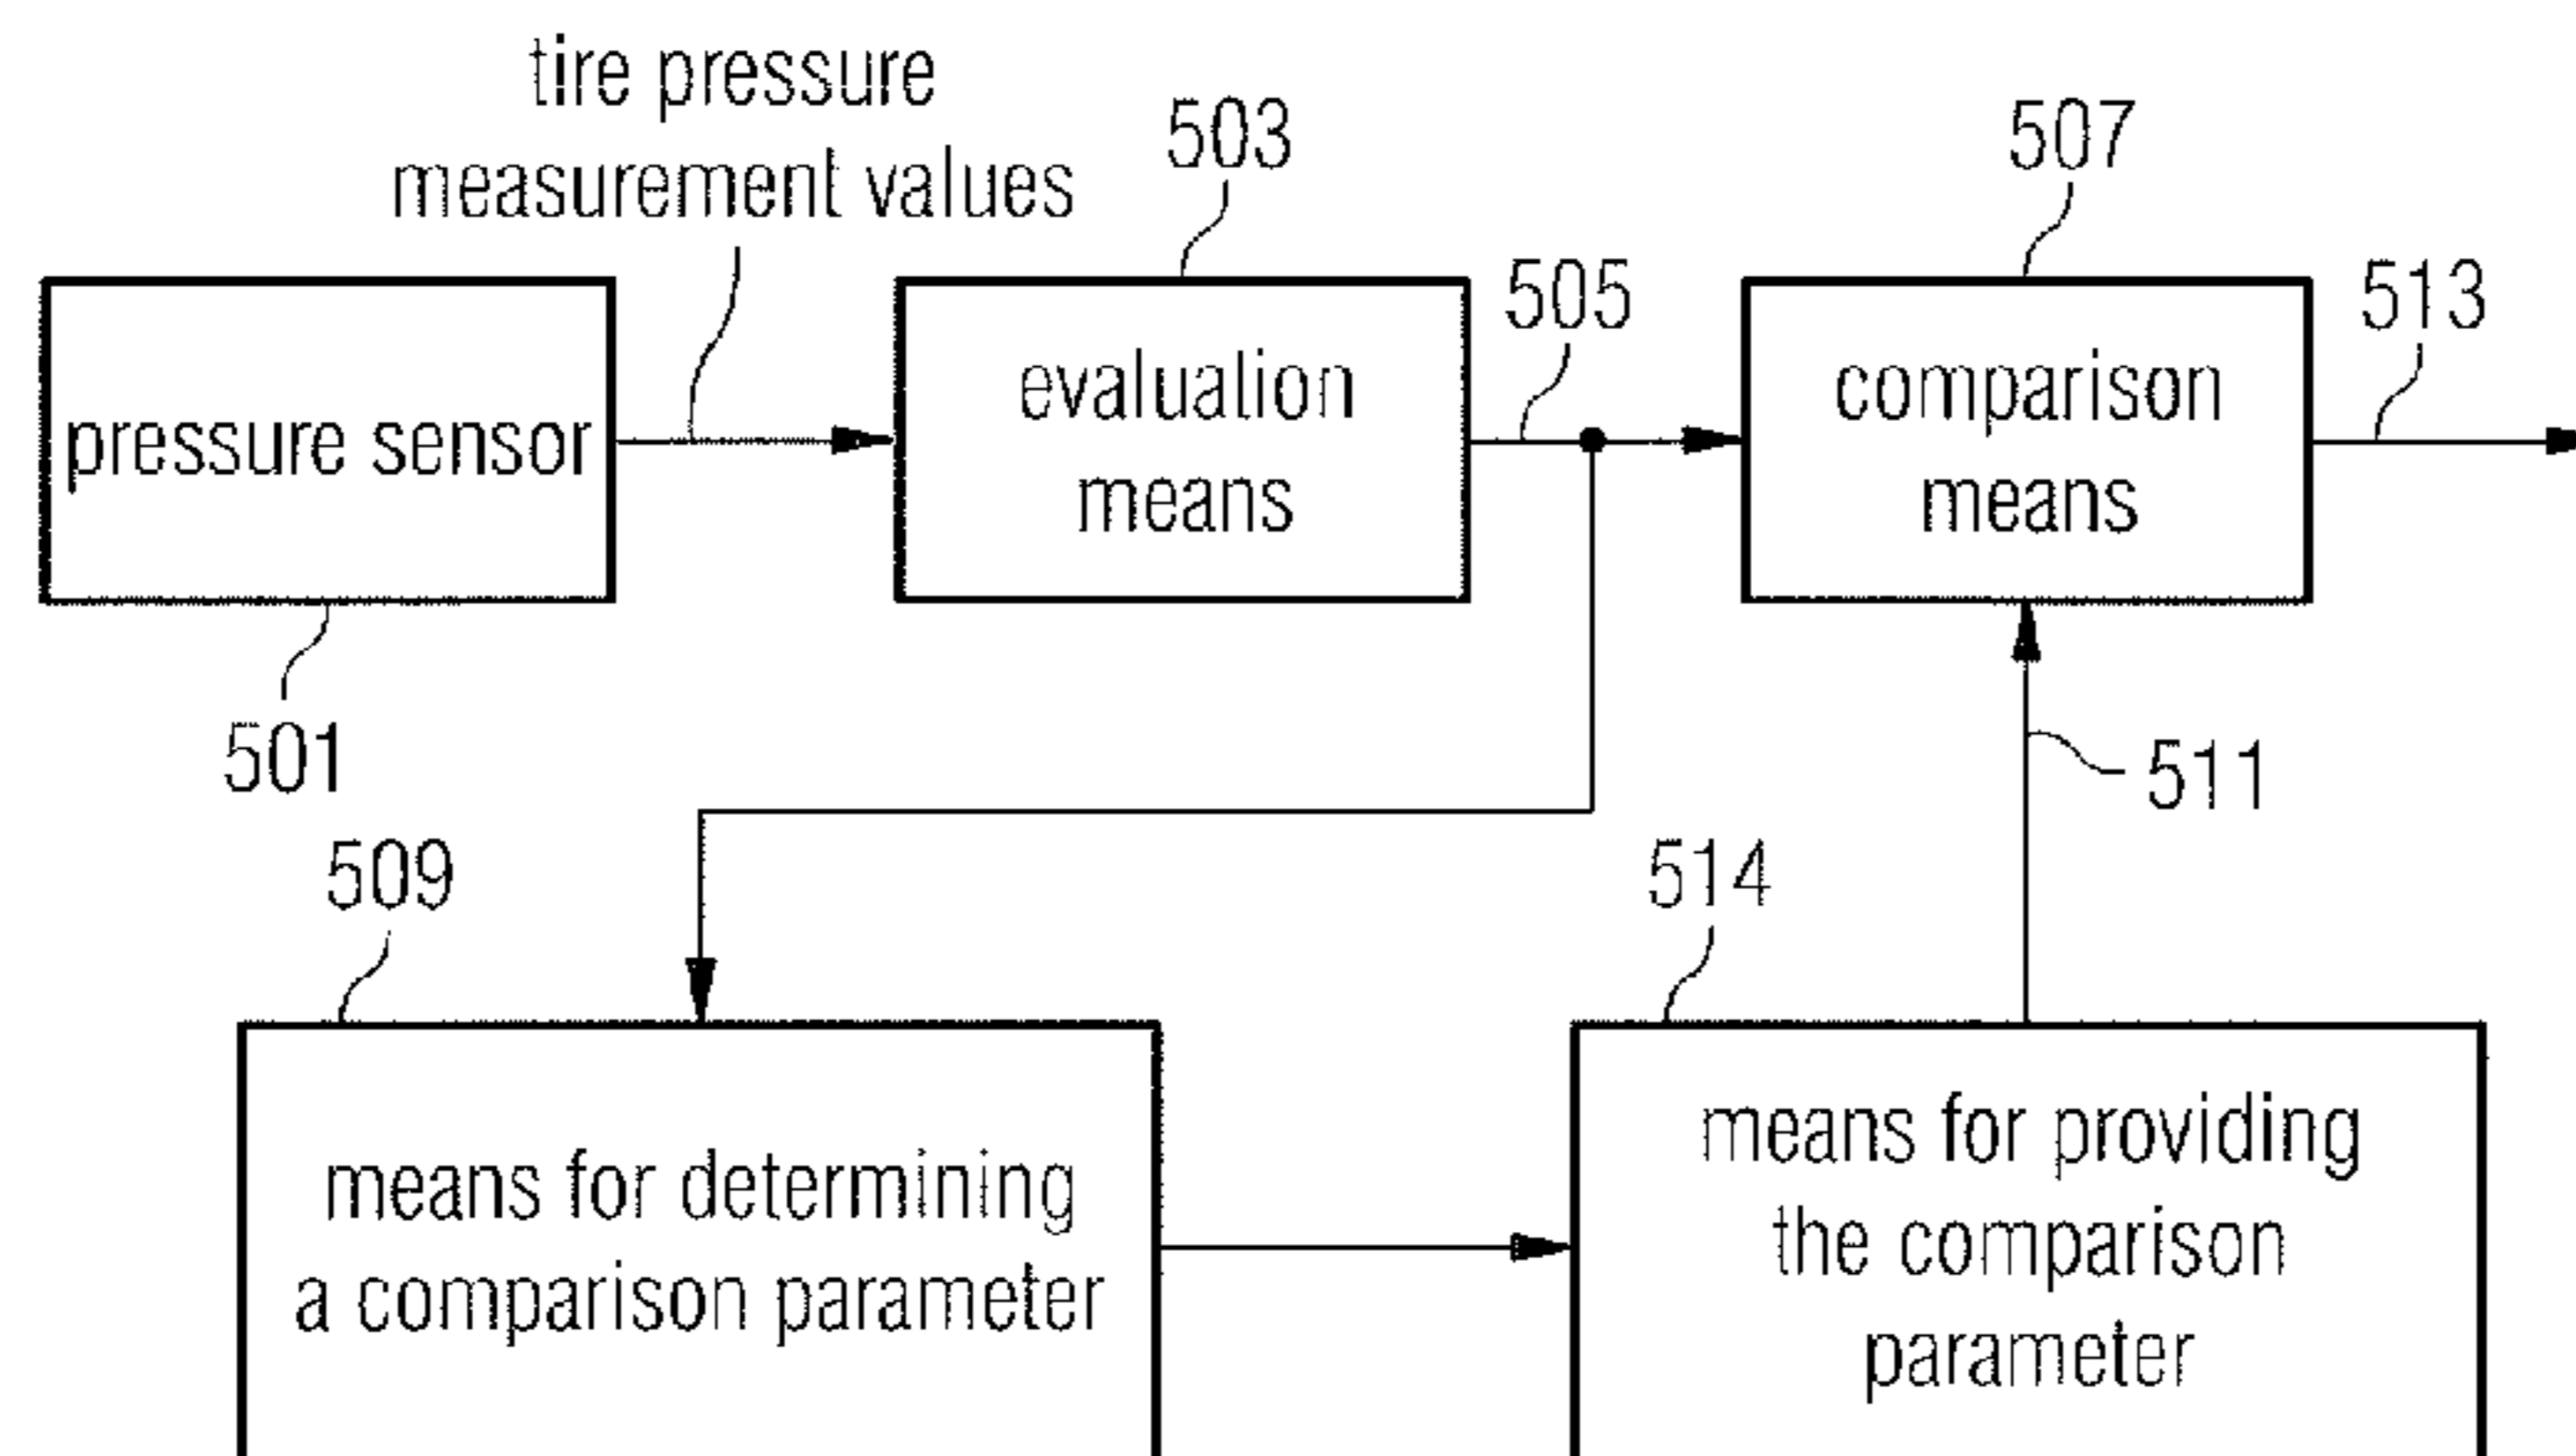 tire pressure
measurement values
503
507
505
513
pressure sensor
evaluation
means
comparison
means
501
511
509
514
means for determining
a comparison parameter
means for providing
the comparison
parameter